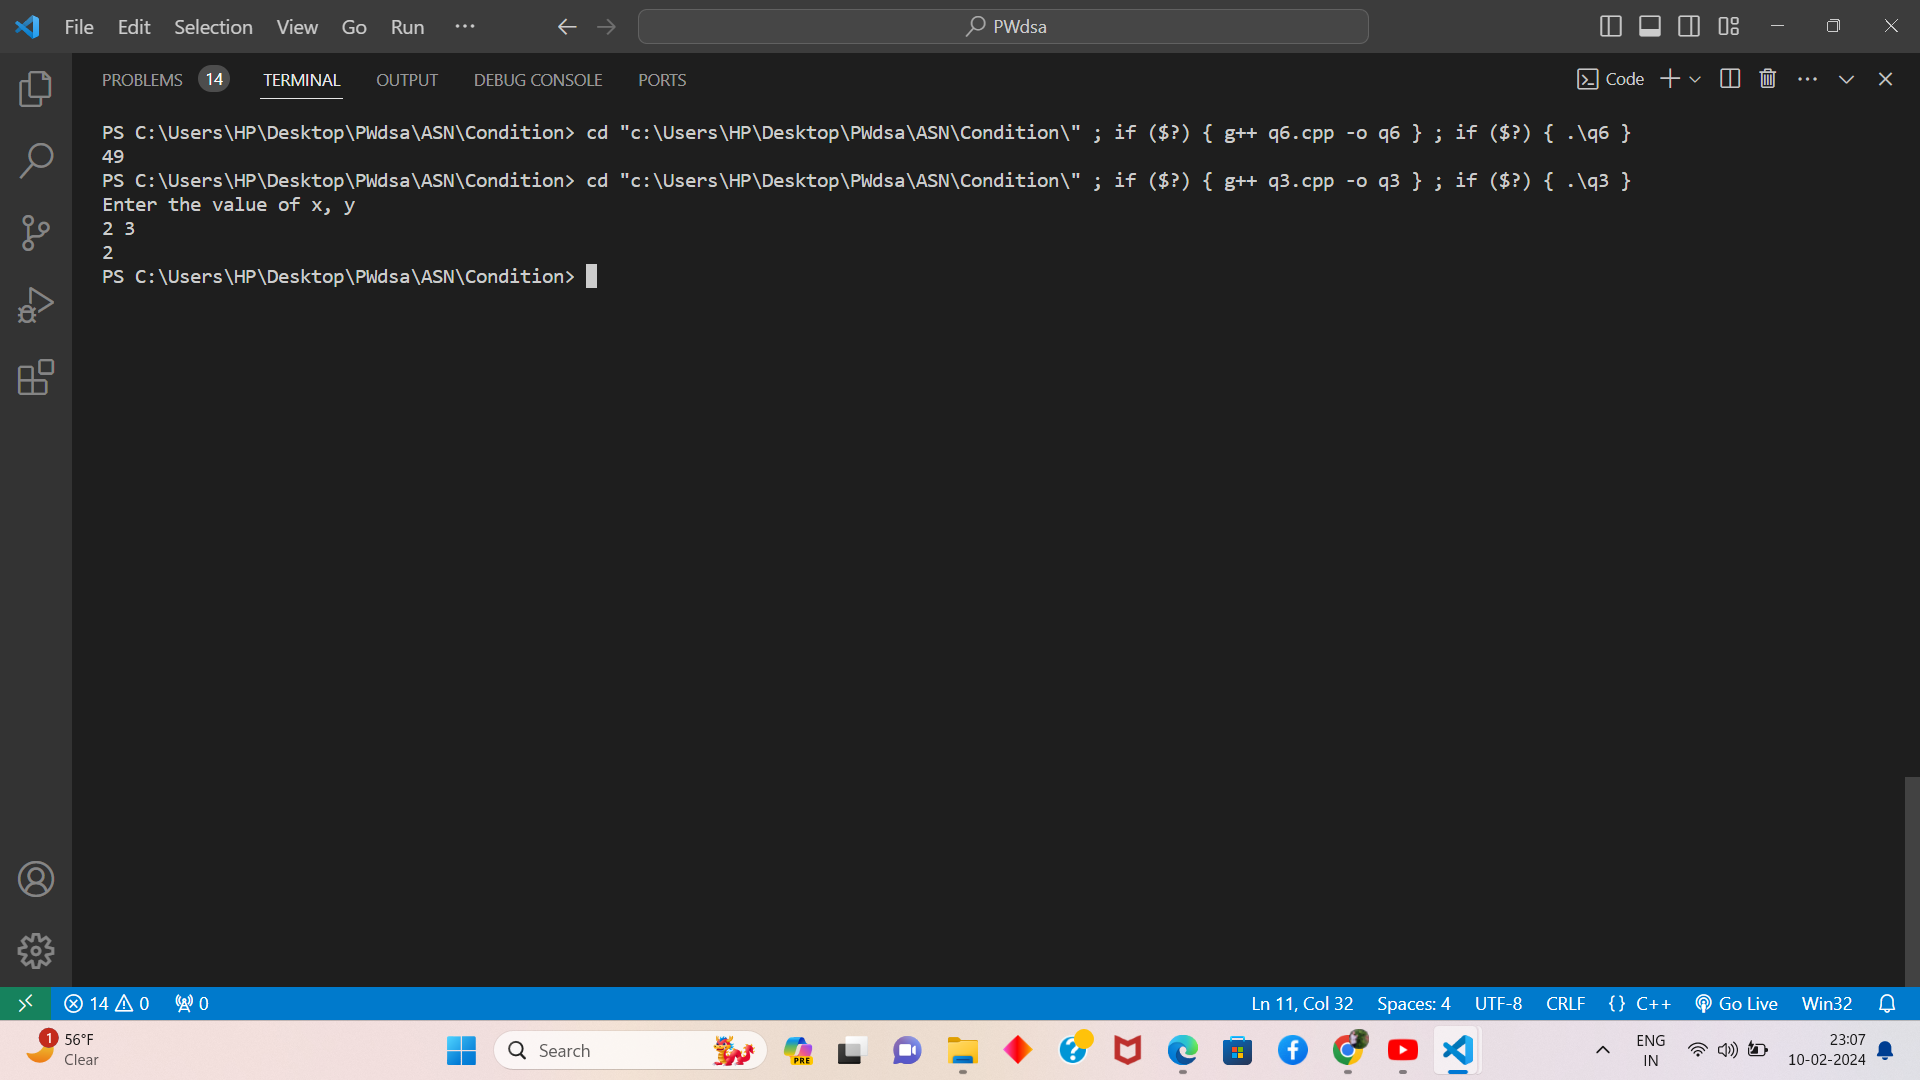 File Edit Selection View Go Run ··· PWdsa
PROBLEMS 14 TERMINAL OUTPUT DEBUG CONSOLE PORTS Code
PS C:\Users\HP\Desktop\PWdsa\ASN\Condition> cd "c:\Users\HP\Desktop\PWdsa\ASN\Condition\" ; if ($?) { g++ q6.cpp -o q6 } ; if ($?) { .\q6 }
49
PS C:\Users\HP\Desktop\PWdsa\ASN\Condition> cd "c:\Users\HP\Desktop\PWdsa\ASN\Condition\" ; if ($?) { g++ q3.cpp -o q3 } ; if ($?) { .\q3 }
Enter the value of x, y
2 3
2
PS C:\Users\HP\Desktop\PWdsa\ASN\Condition>
14 0 0 Ln 11, Col 32 Spaces: 4 UTF-8 CRLF {} C++ Go Live Win32
1 56°F
Clear
Search
PRE
ENG
IN
23:07
10-02-2024